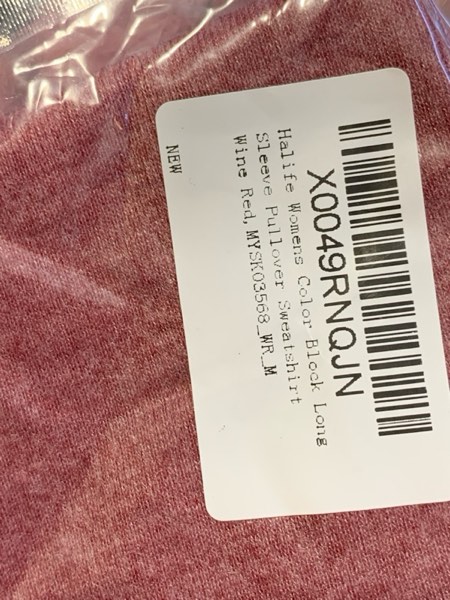 X0049RNQJN
Halife Womens Color Block Long
Sleeve Pullover Sweatshirt
Wine Red,MYSK03568_WR_M
NEW